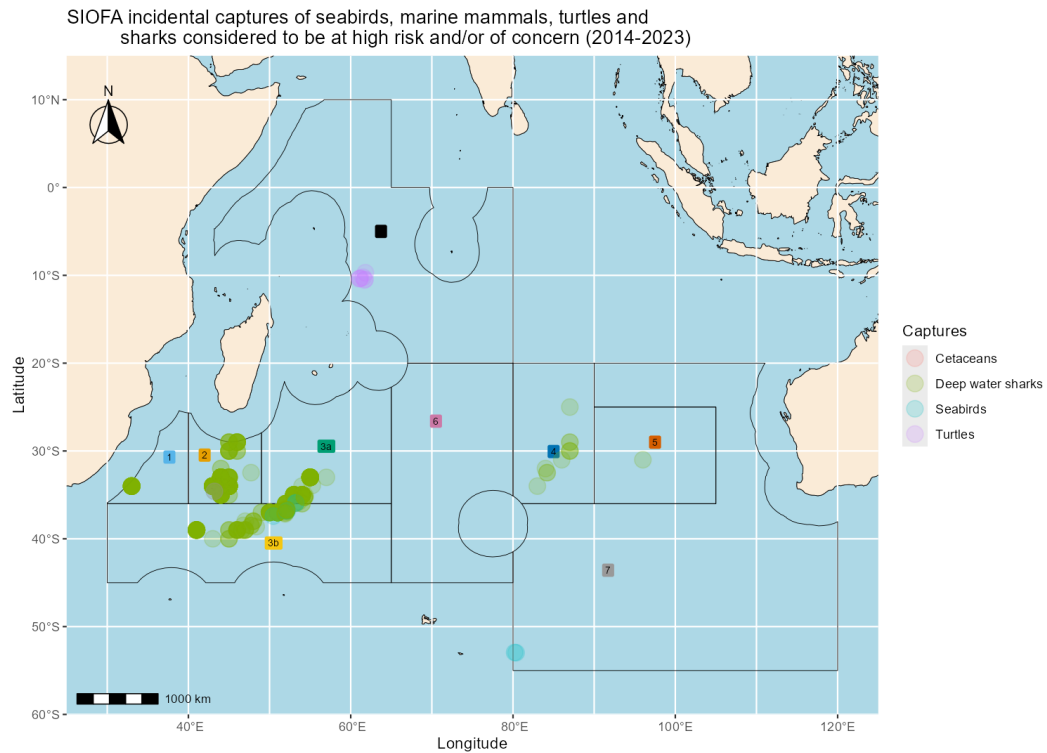 SIOFA incidental captures of seabirds, marine mammals, turtles and
sharks considered to be at high risk and/or of concern (2014-2023)
N
10°N
0°
10°S
20°S
30°S
40°S
50°S
60°S
Latitude
1
2
3a
3b
4
5
6
7
1000 km
40°E
60°E
80°E
100°E
120°E
Longitude
Captures
Cetaceans
Deep water sharks
Seabirds
Turtles